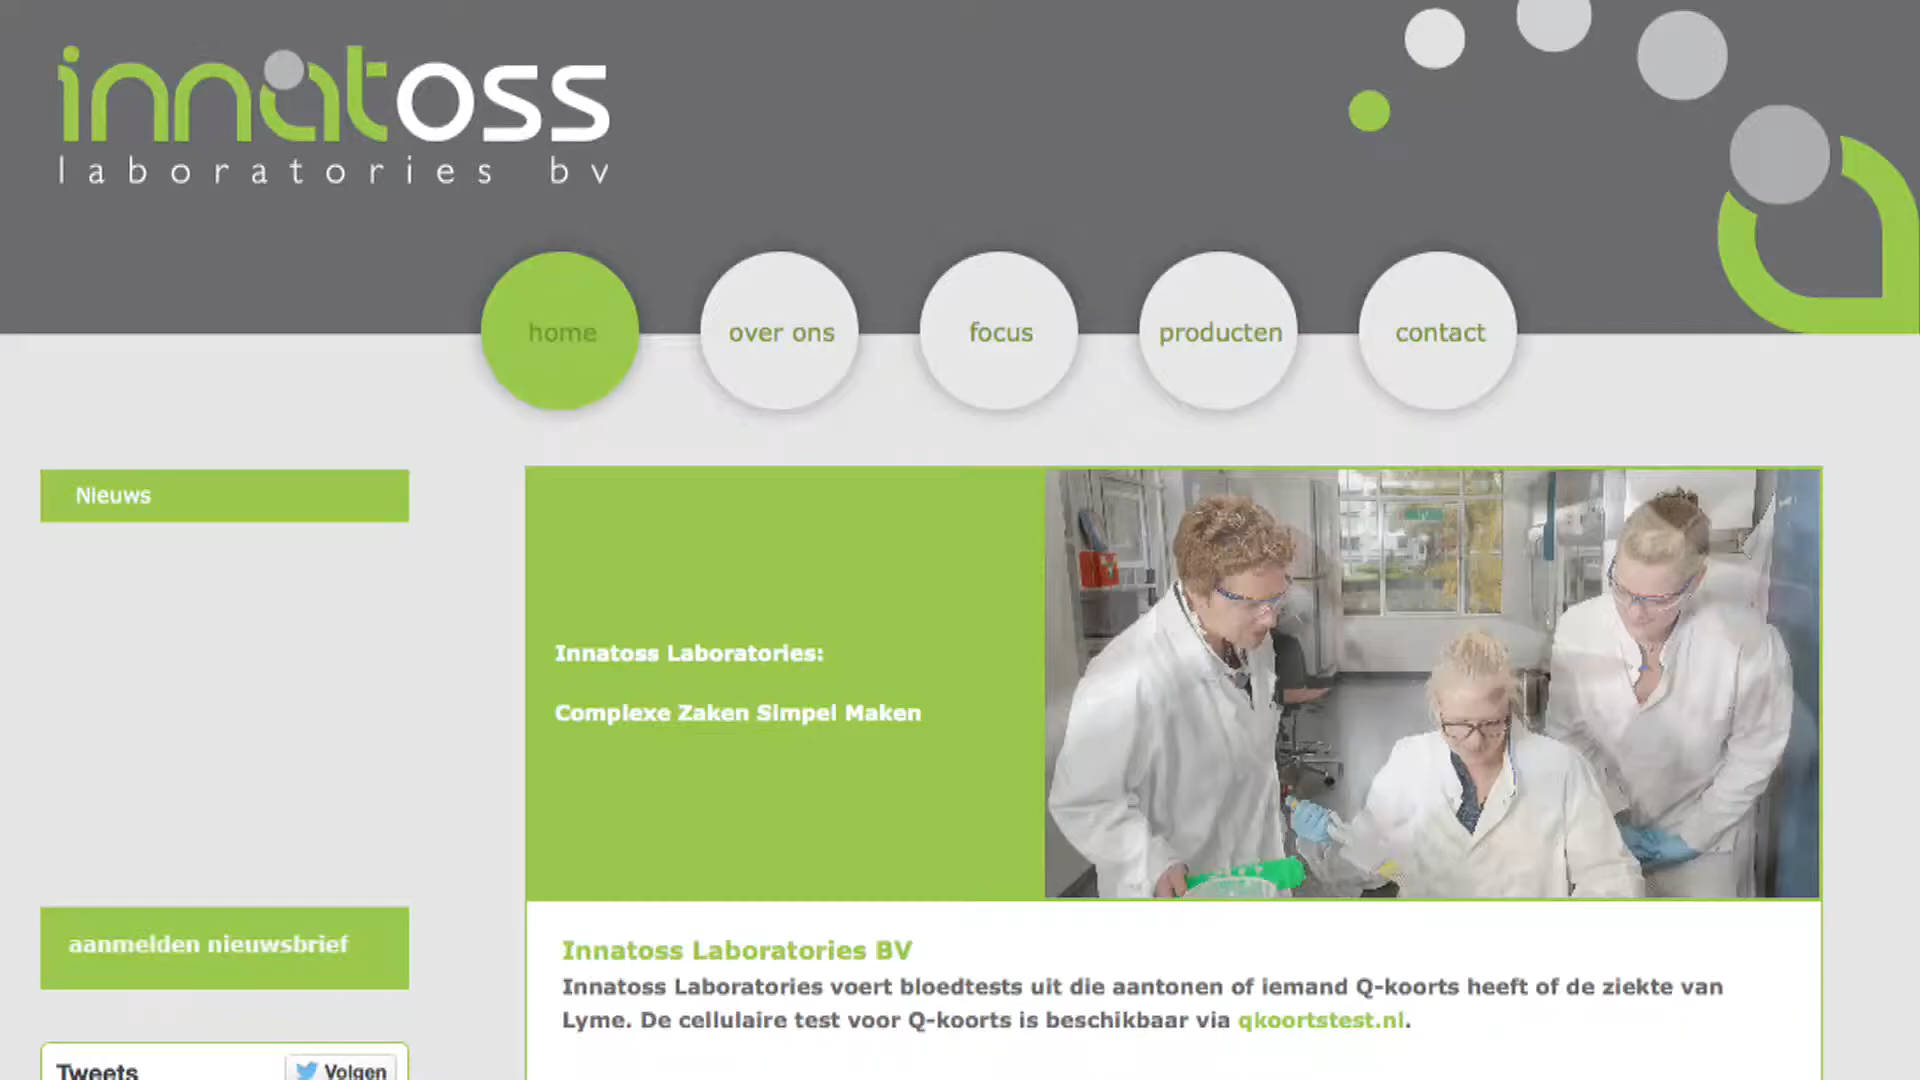 innatoss
laboratories bv
home
over ons
focus
producten
contact
Nieuws
Innatoss Laboratories:
Complexe Zaken Simpel Maken
aanmelden nieuwsbrief
Innatoss Laboratories BV
Innatoss Laboratories voert bloedtests uit die aantonen of iemand Q-koorts heeft of de ziekte van
Lyme. De cellulaire test voor Q-koorts is beschikbaar via qkoortstest.nl.
Tweets
Volgen